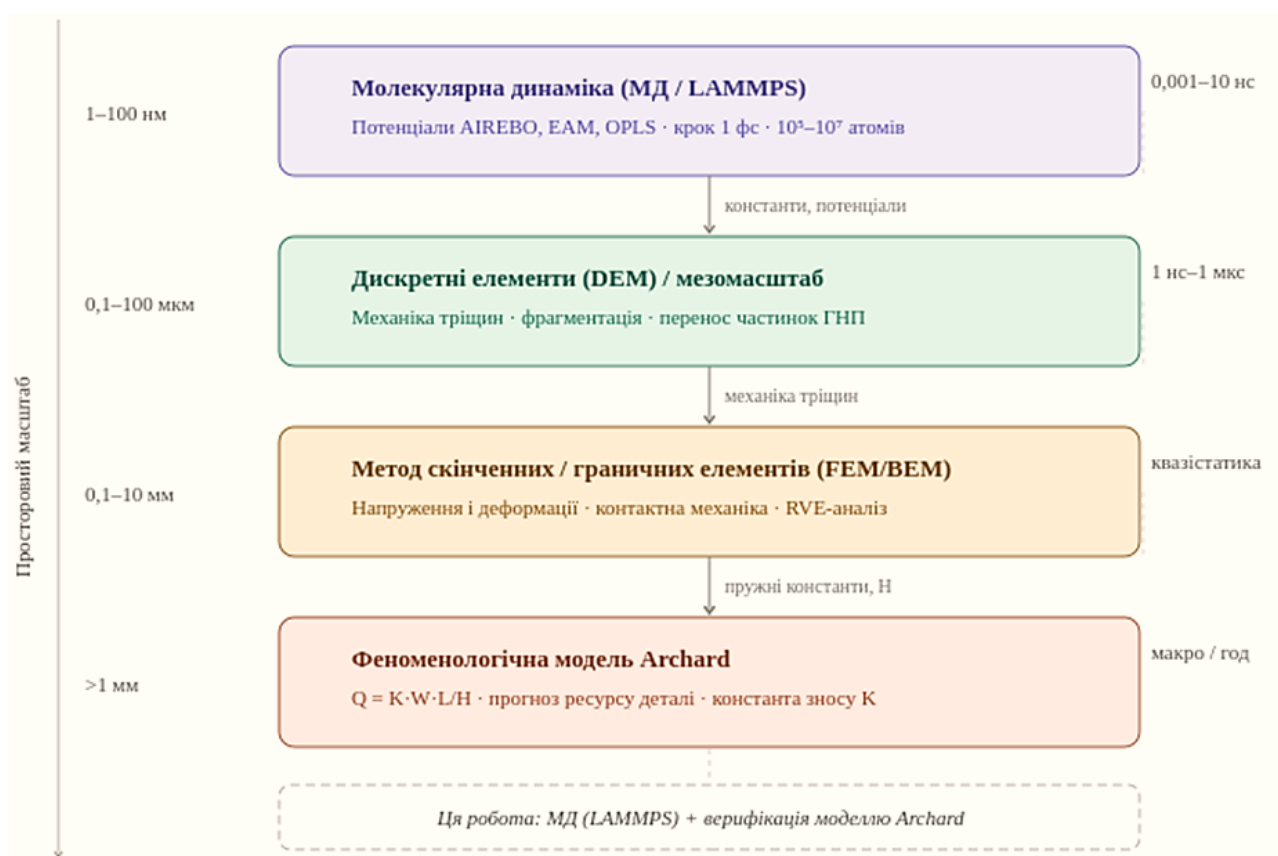 Молекулярна динаміка (МД / LAMMPS)
0,001–10 нс
1–100 нм
Потенціали AIREBO, EAM, OPLS · крок 1 фс · 10⁵–10⁷ атомів
константи, потенціали
Дискретні елементи (DEM) / мезомасштаб
1 нс–1 мкс
0,1–100 мкм
Механіка тріщин · фрагментація · перенос частинок ГНП
механіка тріщин
Просторовий масштаб
Метод скінченних / граничних елементів (FEM/BEM)
квазістатика
0,1–10 мм
Напруження і деформації · контактна механіка · RVE-аналіз
пружні константи, H
Феноменологічна модель Archard
макро / год
>1 мм
Q = K·W·L/H · прогноз ресурсу деталі · константа зносу K
Ця робота: МД (LAMMPS) + верифікація моделлю Archard